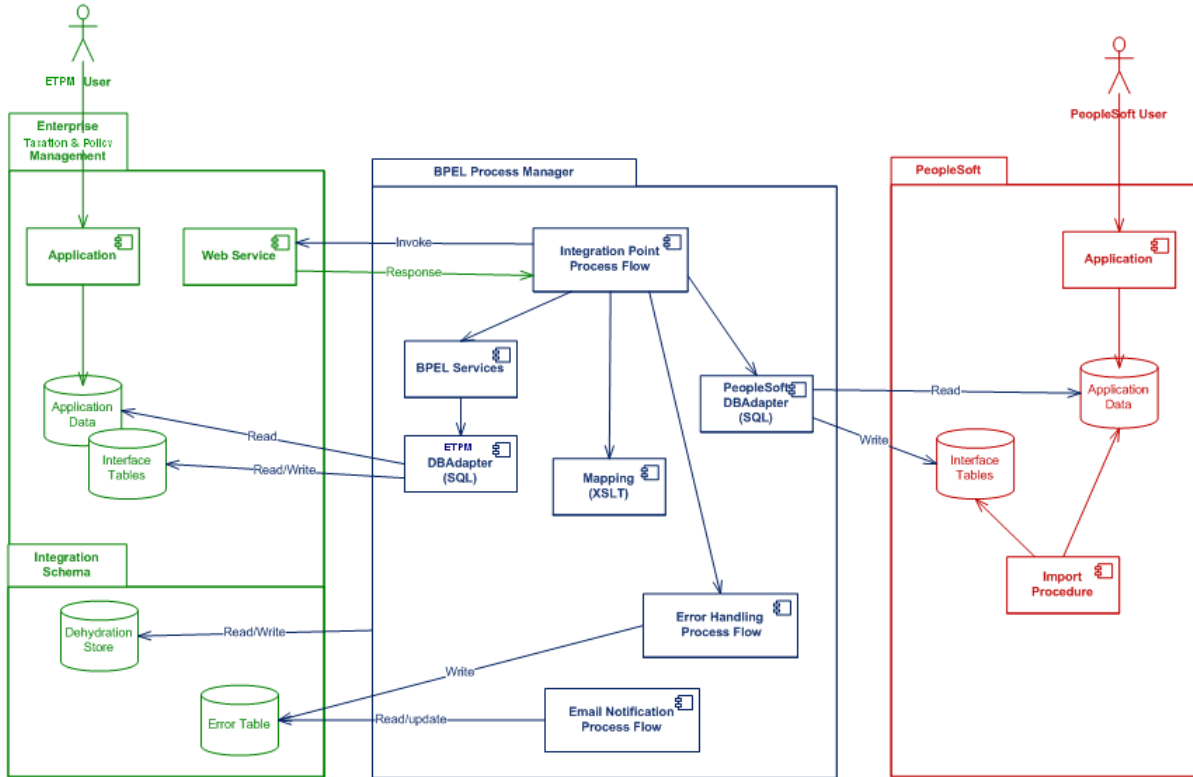 ETPM User
PeopleSoft User
Enterprise
Taxation & Policy
Management
BPEL Process Manager
PeopleSoft
Application
Web Service
Invoke
Response
Integration Point
Process Flow
Application
BPEL Services
PeopleSoft
DBAdapter
(SQL)
Read
Application
Data
Application
Data
Read
Write
ETPM
DBAdapter
(SQL)
Interface
Tables
Read/Write
Mapping
(XSLT)
Interface
Tables
Integration
Schema
Import
Procedure
Dehydration
Store
Read/Write
Error Handling
Process Flow
Write
Error Table
Read/update
Email Notification
Process Flow